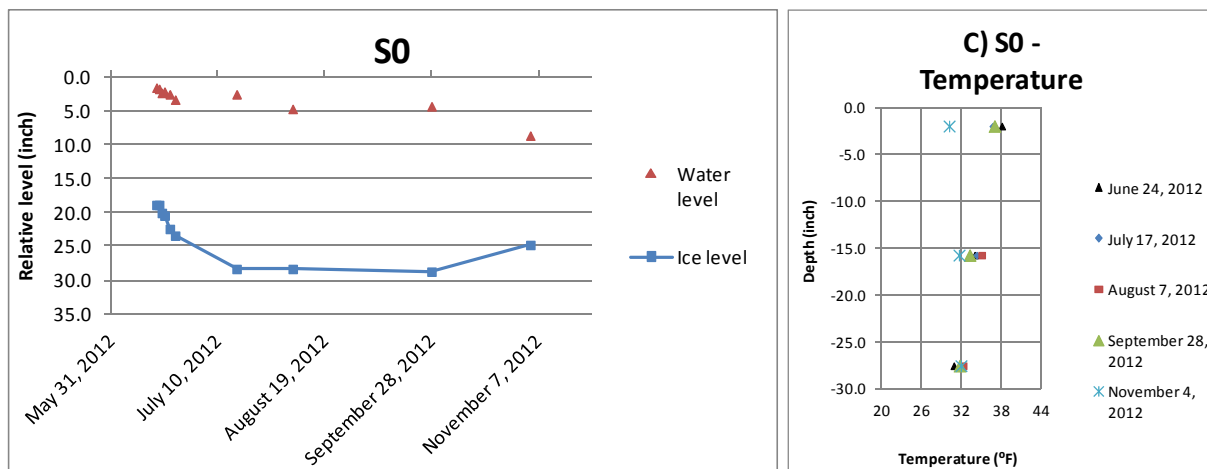 S0
Relative level (inch)
0.0
5.0
10.0
15.0
20.0
25.0
30.0
35.0
May 31, 2012
July 10, 2012
August 19, 2012
September 28, 2012
November 7, 2012
Water
level
Ice level
C) S0 -
Temperature
Depth (inch)
0.0
-5.0
-10.0
-15.0
-20.0
-25.0
-30.0
20
26
32
38
44
Temperature (⁰F)
June 24, 2012
July 17, 2012
August 7, 2012
September 28,
2012
November 4,
2012